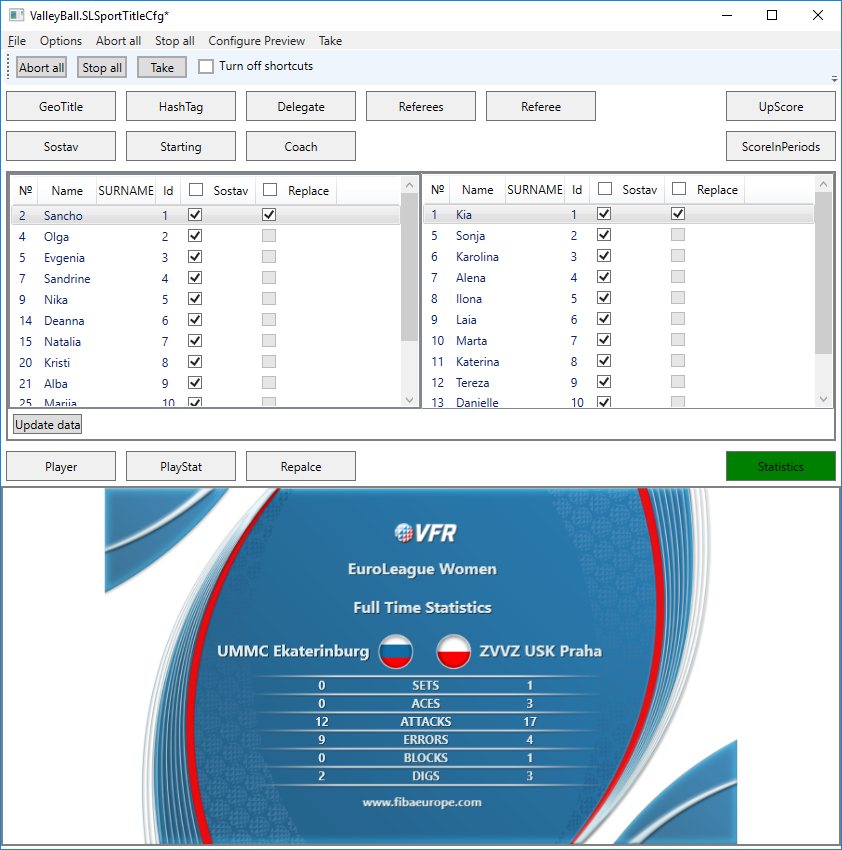 ValleyBall.SLSportTitleCfg*
File Options Abort all Stop all Configure Preview Take
Abort all Stop all Take Turn off shortcuts
GeoTitle HashTag Delegate Referees Referee UpScore
Sostav Starting Coach ScoreInPeriods
№ Name SURNAME Id Sostav Replace
2 Sancho 1
4 Olga 2
5 Evgenia 3
7 Sandrine 4
9 Nika 5
14 Deanna 6
15 Natalia 7
20 Kristi 8
21 Alba 9
25 Marija 10
№ Name SURNAME Id Sostav Replace
1 Kia 1
5 Sonja 2
6 Karolina 3
7 Alena 4
8 Ilona 5
9 Laia 6
10 Marta 7
11 Katerina 8
12 Tereza 9
13 Danielle 10
Update data
Player PlayStat Repalce Statistics
VFR
EuroLeague Women
Full Time Statistics
UMMC Ekaterinburg ZVVZ USK Praha
0 SETS 1
0 ACES 3
12 ATTACKS 17
9 ERRORS 4
0 BLOCKS 1
2 DIGS 3
www.fibaeurope.com